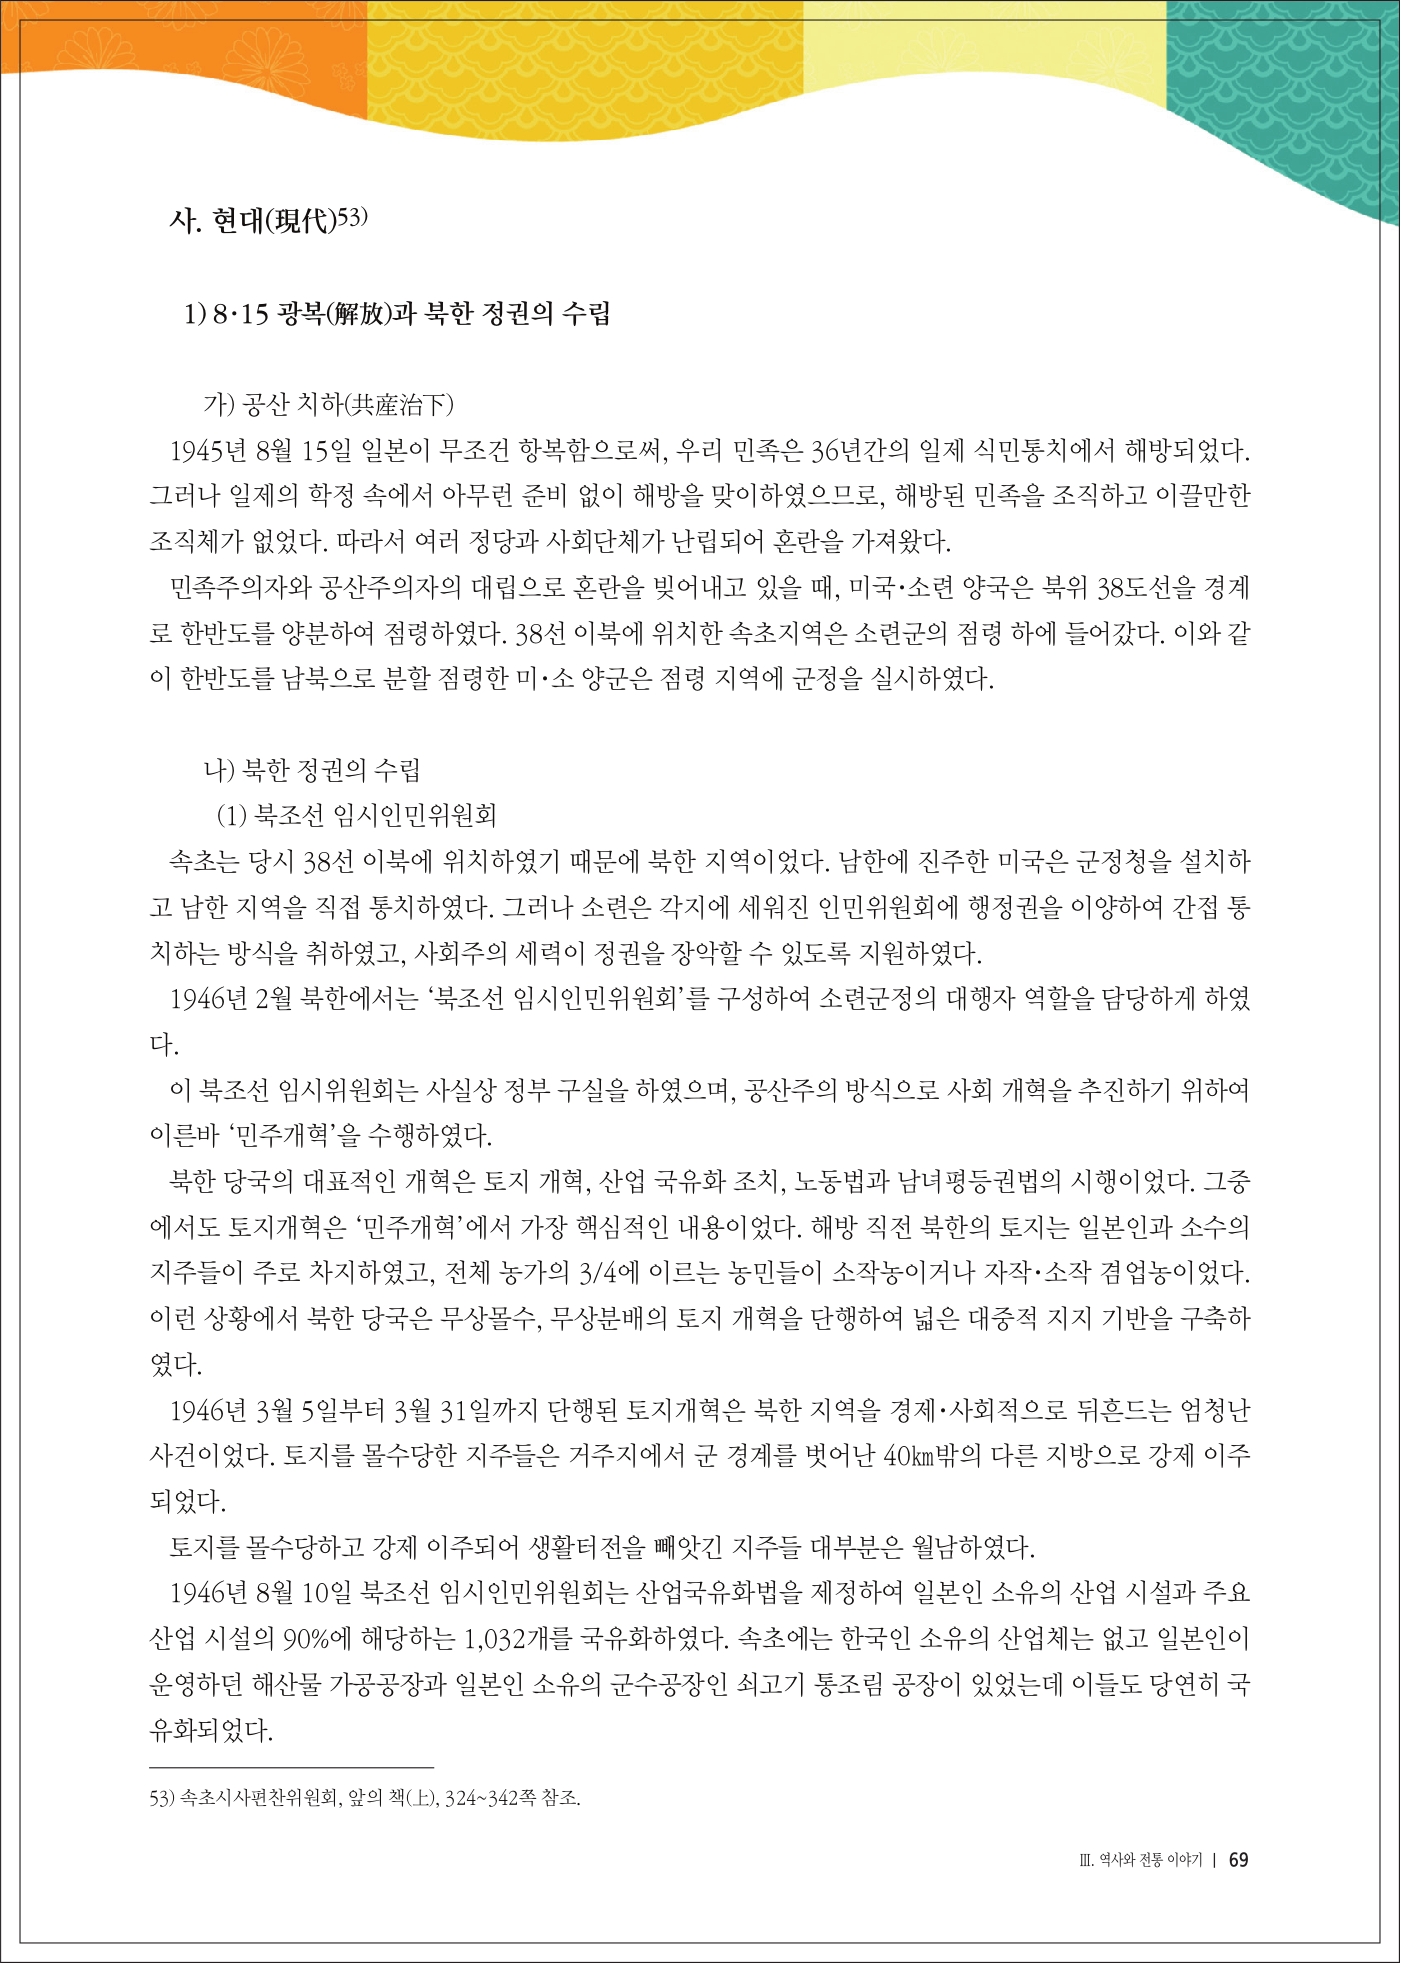 사. 현대(現代)53)
1) 8·15 광복(解放)과 북한 정권의 수립
가) 공산 치하(共産治下)
1945년 8월 15일 일본이 무조건 항복함으로써, 우리 민족은 36년간의 일제 식민통치에서 해방되었다.
그러나 일제의 학정 속에서 아무런 준비 없이 해방을 맞이하였으므로, 해방된 민족을 조직하고 이끌만한
조직체가 없었다. 따라서 여러 정당과 사회단체가 난립되어 혼란을 가져왔다.
민족주의자와 공산주의자의 대립으로 혼란을 빚어내고 있을 때, 미국·소련 양국은 북위 38도선을 경계
로 한반도를 양분하여 점령하였다. 38선 이북에 위치한 속초지역은 소련군의 점령 하에 들어갔다. 이와 같
이 한반도를 남북으로 분할 점령한 미·소 양군은 점령 지역에 군정을 실시하였다.
나) 북한 정권의 수립
(1) 북조선 임시인민위원회
속초는 당시 38선 이북에 위치하였기 때문에 북한 지역이었다. 남한에 진주한 미국은 군정청을 설치하
고 남한 지역을 직접 통치하였다. 그러나 소련은 각지에 세워진 인민위원회에 행정권을 이양하여 간접 통
치하는 방식을 취하였고, 사회주의 세력이 정권을 장악할 수 있도록 지원하였다.
1946년 2월 북한에서는 ‘북조선 임시인민위원회’를 구성하여 소련군정의 대행자 역할을 담당하게 하였
다.
이 북조선 임시위원회는 사실상 정부 구실을 하였으며, 공산주의 방식으로 사회 개혁을 추진하기 위하여
이른바 ‘민주개혁’을 수행하였다.
북한 당국의 대표적인 개혁은 토지 개혁, 산업 국유화 조치, 노동법과 남녀평등권법의 시행이었다. 그중
에서도 토지개혁은 ‘민주개혁’에서 가장 핵심적인 내용이었다. 해방 직전 북한의 토지는 일본인과 소수의
지주들이 주로 차지하였고, 전체 농가의 3/4에 이르는 농민들이 소작농이거나 자작·소작 겸업농이었다.
이런 상황에서 북한 당국은 무상몰수, 무상분배의 토지 개혁을 단행하여 넓은 대중적 지지 기반을 구축하
였다.
1946년 3월 5일부터 3월 31일까지 단행된 토지개혁은 북한 지역을 경제·사회적으로 뒤흔드는 엄청난
사건이었다. 토지를 몰수당한 지주들은 거주지에서 군 경계를 벗어난 40㎞밖의 다른 지방으로 강제 이주
되었다.
토지를 몰수당하고 강제 이주되어 생활터전을 빼앗긴 지주들 대부분은 월남하였다.
1946년 8월 10일 북조선 임시인민위원회는 산업국유화법을 제정하여 일본인 소유의 산업 시설과 주요
산업 시설의 90%에 해당하는 1,032개를 국유화하였다. 속초에는 한국인 소유의 산업체는 없고 일본인이
운영하던 해산물 가공공장과 일본인 소유의 군수공장인 쇠고기 통조림 공장이 있었는데 이들도 당연히 국
유화되었다.
53) 속초시사편찬위원회, 앞의 책(上), 324~342쪽 참조.
Ⅲ. 역사와 전통 이야기 | 69